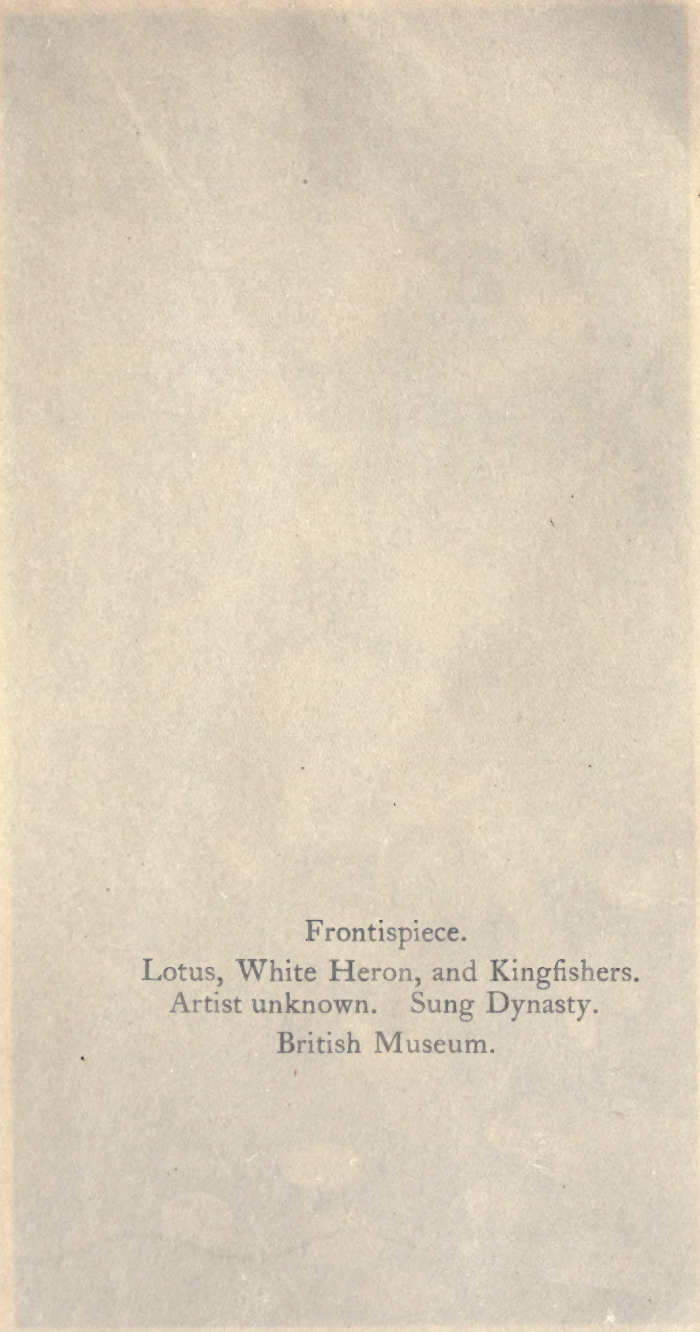 Frontispiece.
Lotus, White Heron, and Kingfishers.
Artist unknown. Sung Dynasty.
British Museum.